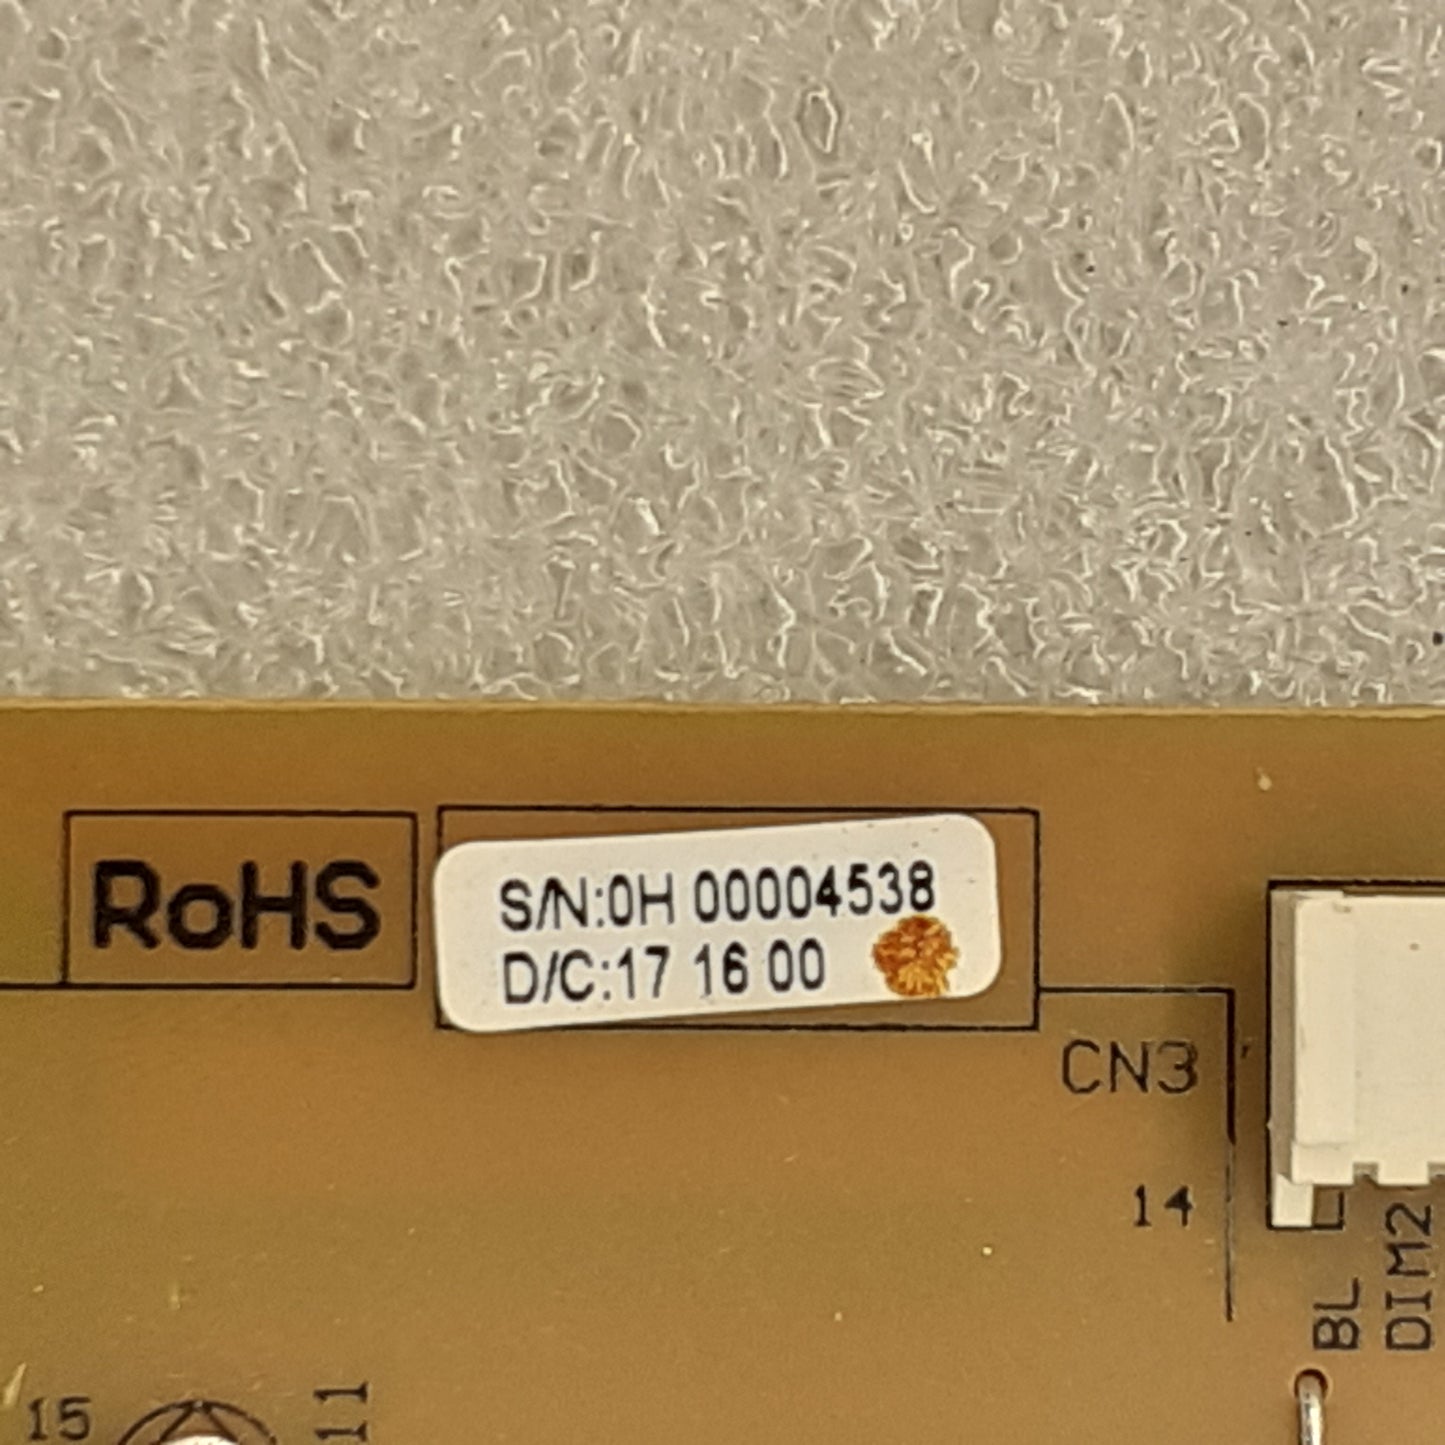 RoHS
S/N:0H 00004538
D/C:17 16 00
CN3
14
BL
DIM2
15
11